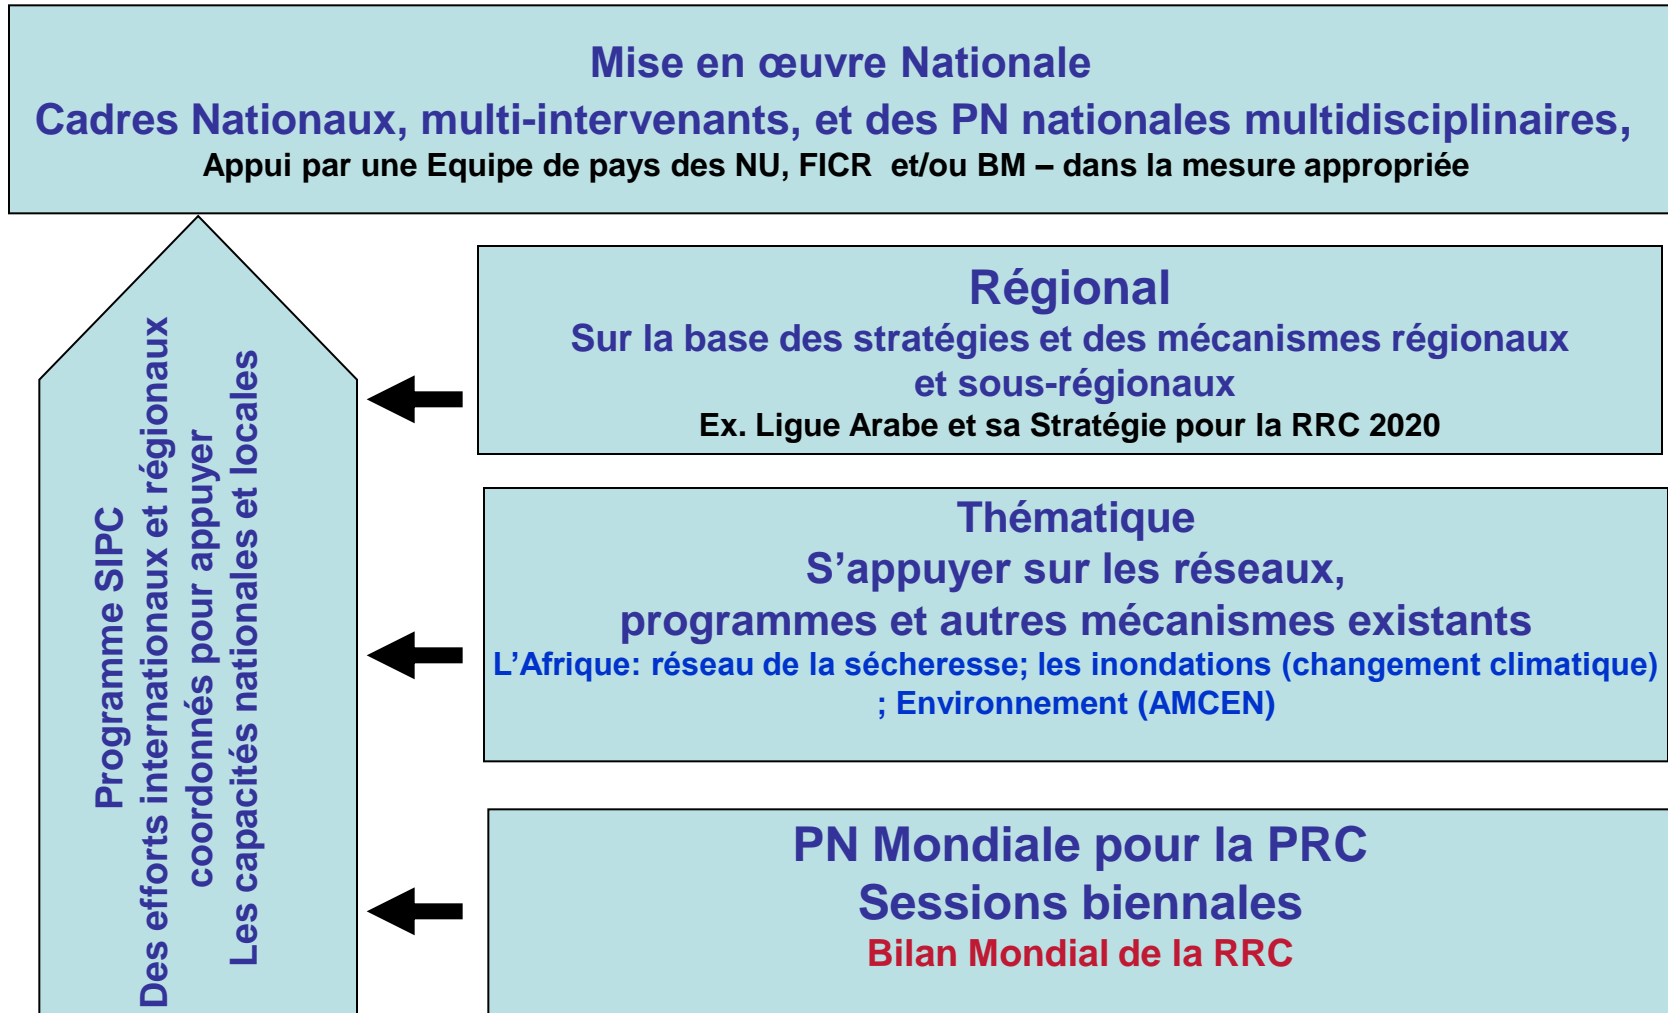 Mise en œuvre Nationale
Cadres Nationaux, multi-intervenants, et des PN nationales multidisciplinaires,
Appui par une Equipe de pays des NU, FICR et/ou BM – dans la mesure appropriée
Programme SIPC
Des efforts internationaux et régionaux
coordonnés pour appuyer
Les capacités nationales et locales
Régional
Sur la base des stratégies et des mécanismes régionaux
et sous-régionaux
Ex. Ligue Arabe et sa Stratégie pour la RRC 2020
Thématique
S’appuyer sur les réseaux,
programmes et autres mécanismes existants
L’Afrique: réseau de la sécheresse; les inondations (changement climatique)
; Environnement (AMCEN)
PN Mondiale pour la PRC
Sessions biennales
Bilan Mondial de la RRC